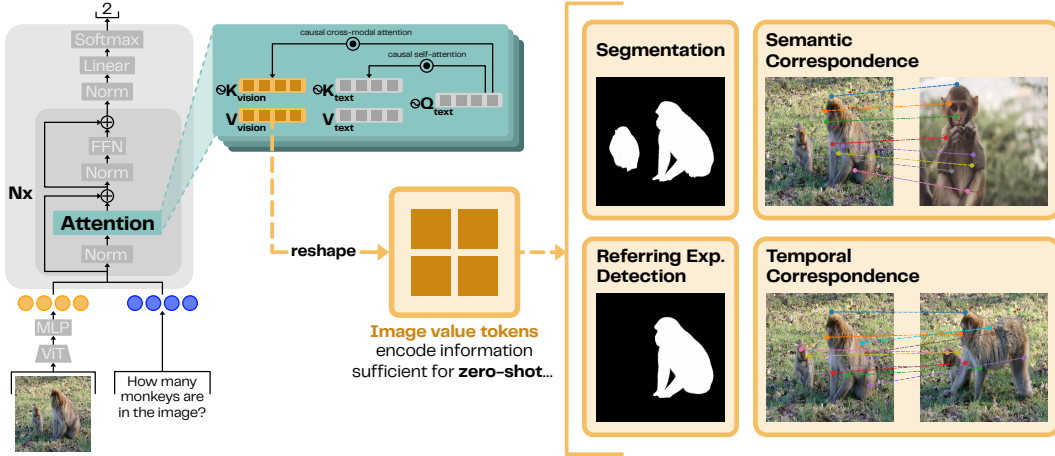 2
Softmax
Linear
Norm
FFN
Norm
Nx
Attention
Norm
MLP
ViT
How many
monkeys are
in the image?
causal cross-modal attention
causal self-attention
K vision
K text
Q text
V vision
V text
reshape
Image value tokens
encode information
sufficient for zero-shot...
Segmentation
Semantic
Correspondence
Referring Exp.
Detection
Temporal
Correspondence